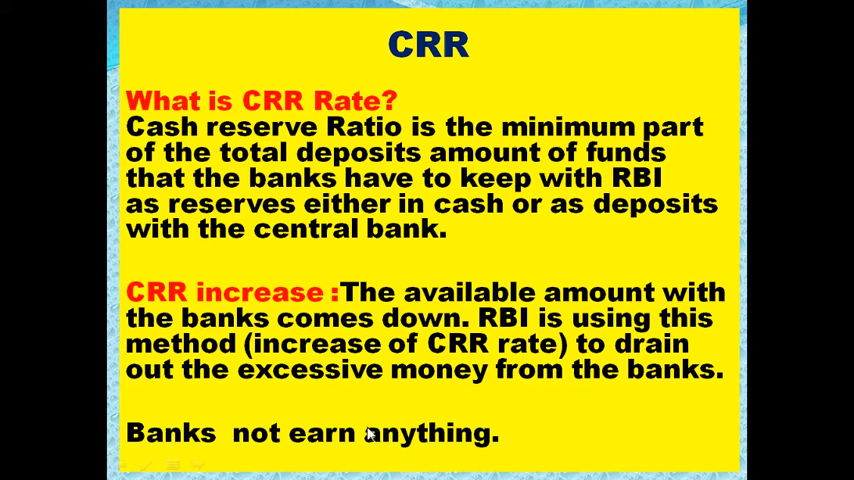 CRR
What is CRR Rate?
Cash reserve Ratio is the minimum part
of the total deposits amount of funds
that the banks have to keep with RBI
as reserves either in cash or as deposits
with the central bank.
CRR increase :The available amount with
the banks comes down. RBI is using this
method (increase of CRR rate) to drain
out the excessive money from the banks.
Banks not earn anything.